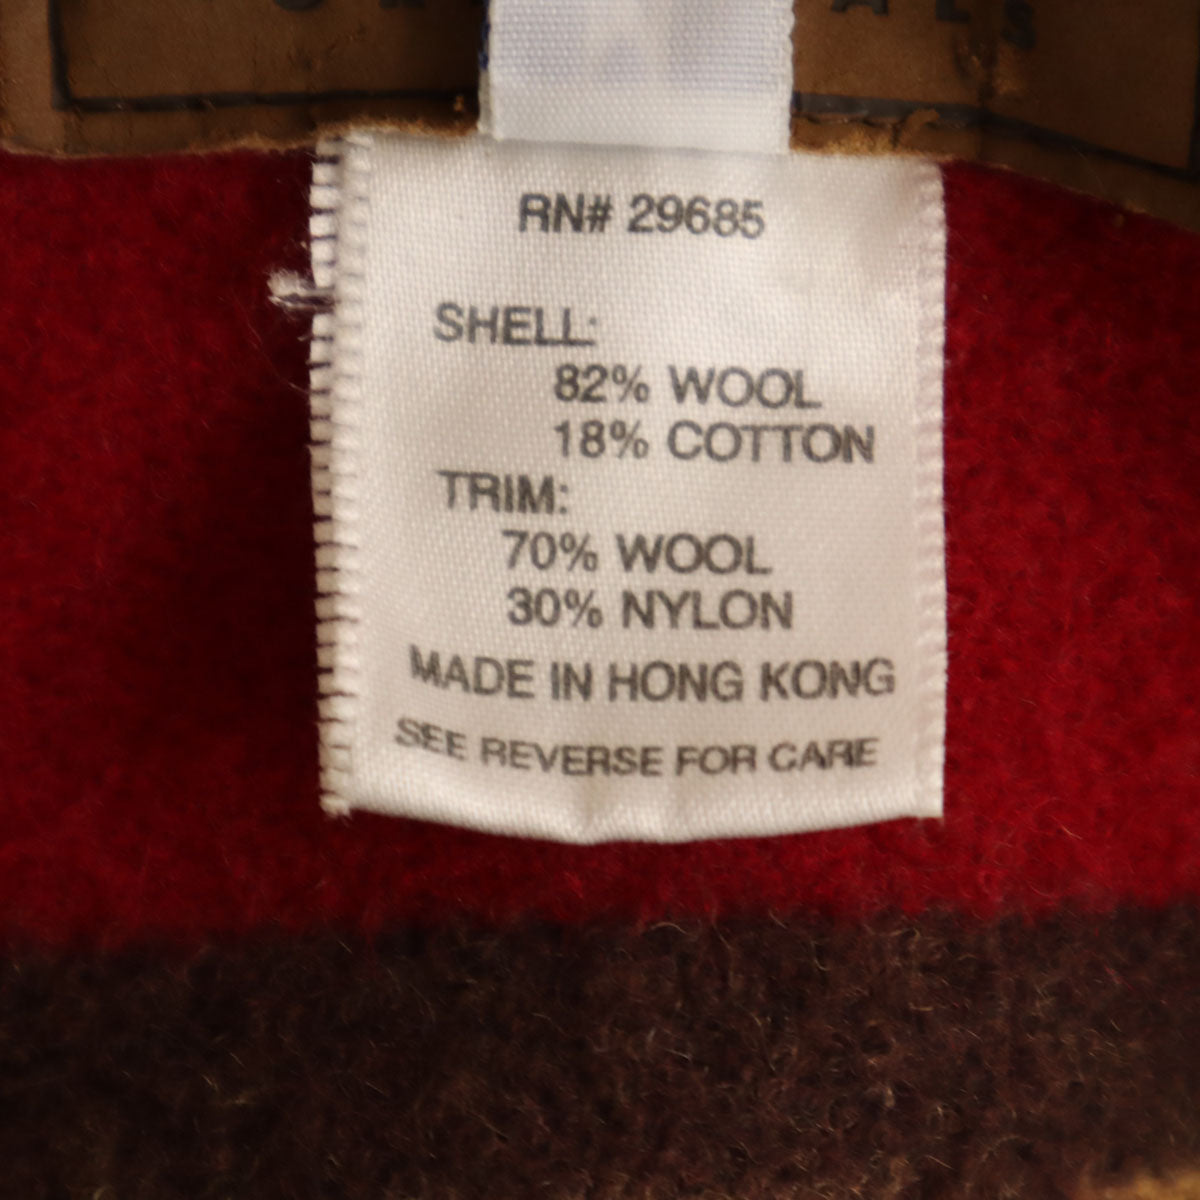 RN# 29685
SHELL:
82% WOOL
18% COTTON
TRIM:
70% WOOL
30% NYLON
MADE IN HONG KONG
SEE REVERSE FOR CARE